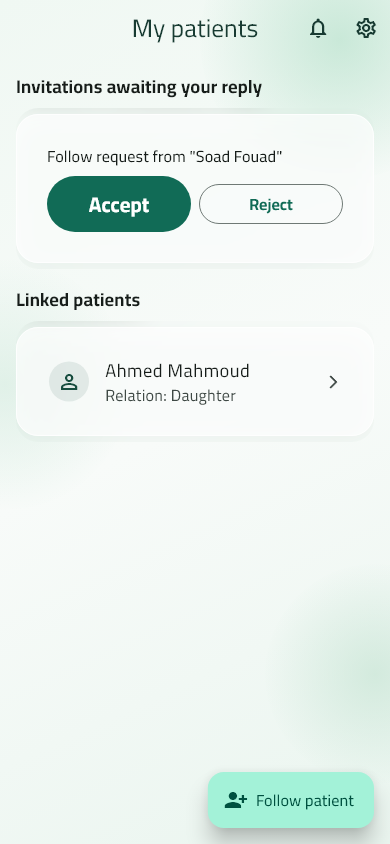 My patients
Invitations awaiting your reply
Follow request from "Soad Fouad"
Accept
Reject
Linked patients
Ahmed Mahmoud
Relation: Daughter
Follow patient